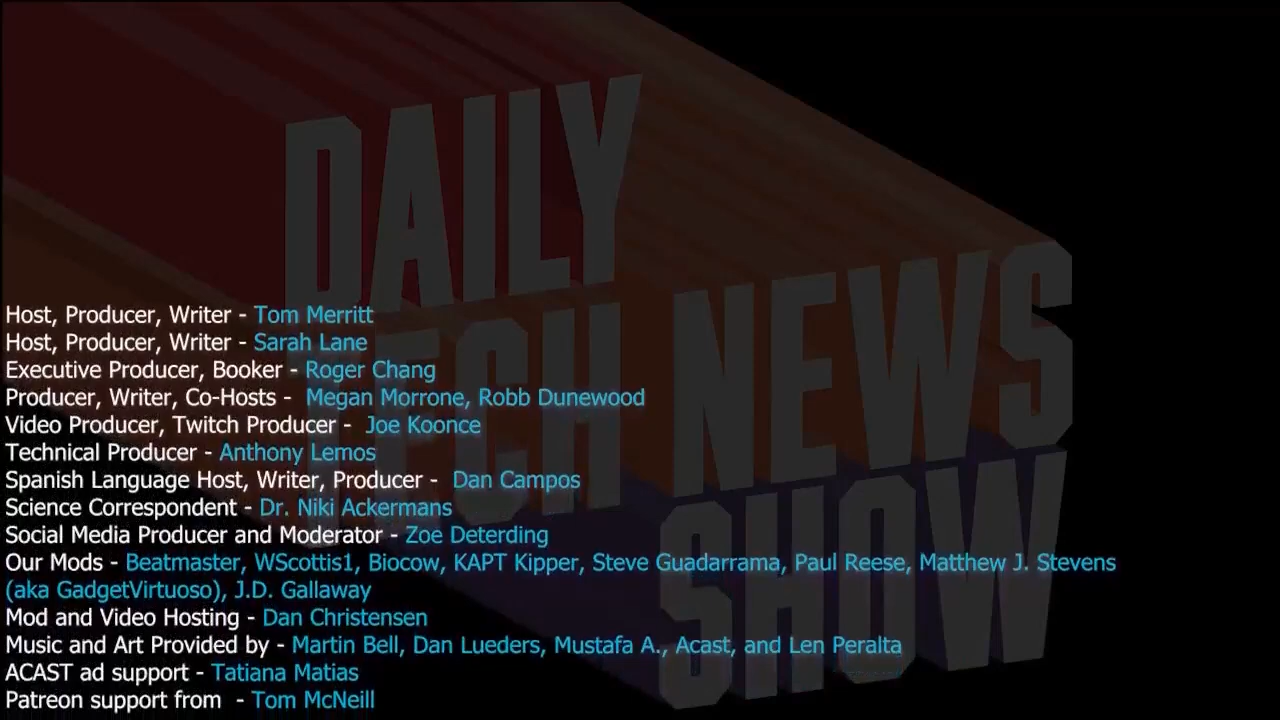 DAILY
TECH NEWS
SHOW
Host, Producer, Writer - Tom Merritt
Host, Producer, Writer - Sarah Lane
Executive Producer, Booker - Roger Chang
Producer, Writer, Co-Hosts -  Megan Morrone, Robb Dunewood
Video Producer, Twitch Producer -  Joe Koonce
Technical Producer - Anthony Lemos
Spanish Language Host, Writer, Producer -  Dan Campos
Science Correspondent - Dr. Niki Ackermans
Social Media Producer and Moderator - Zoe Deterding
Our Mods - Beatmaster, WScottis1, Biocow, KAPT Kipper, Steve Guadarrama, Paul Reese, Matthew J. Stevens
(aka GadgetVirtuoso), J.D. Gallaway
Mod and Video Hosting - Dan Christensen
Music and Art Provided by - Martin Bell, Dan Lueders, Mustafa A., Acast, and Len Peralta
ACAST ad support - Tatiana Matias
Patreon support from  - Tom McNeill